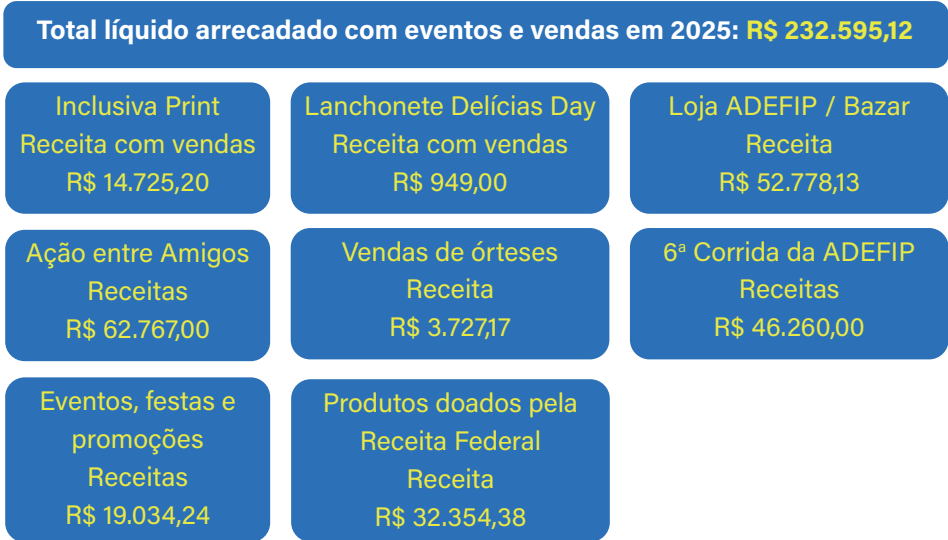 Total líquido arrecadado com eventos e vendas em 2025: R$ 232.595,12
Inclusiva Print
Receita com vendas
R$ 14.725,20
Lanchonete Delícias Day
Receita com vendas
R$ 949,00
Loja ADEFIP / Bazar
Receita
R$ 52.778,13
Ação entre Amigos
Receitas
R$ 62.767,00
Vendas de órteses
Receita
R$ 3.727,17
6ª Corrida da ADEFIP
Receitas
R$ 46.260,00
Eventos, festas e
promoções
Receitas
R$ 19.034,24
Produtos doados pela
Receita Federal
Receita
R$ 32.354,38